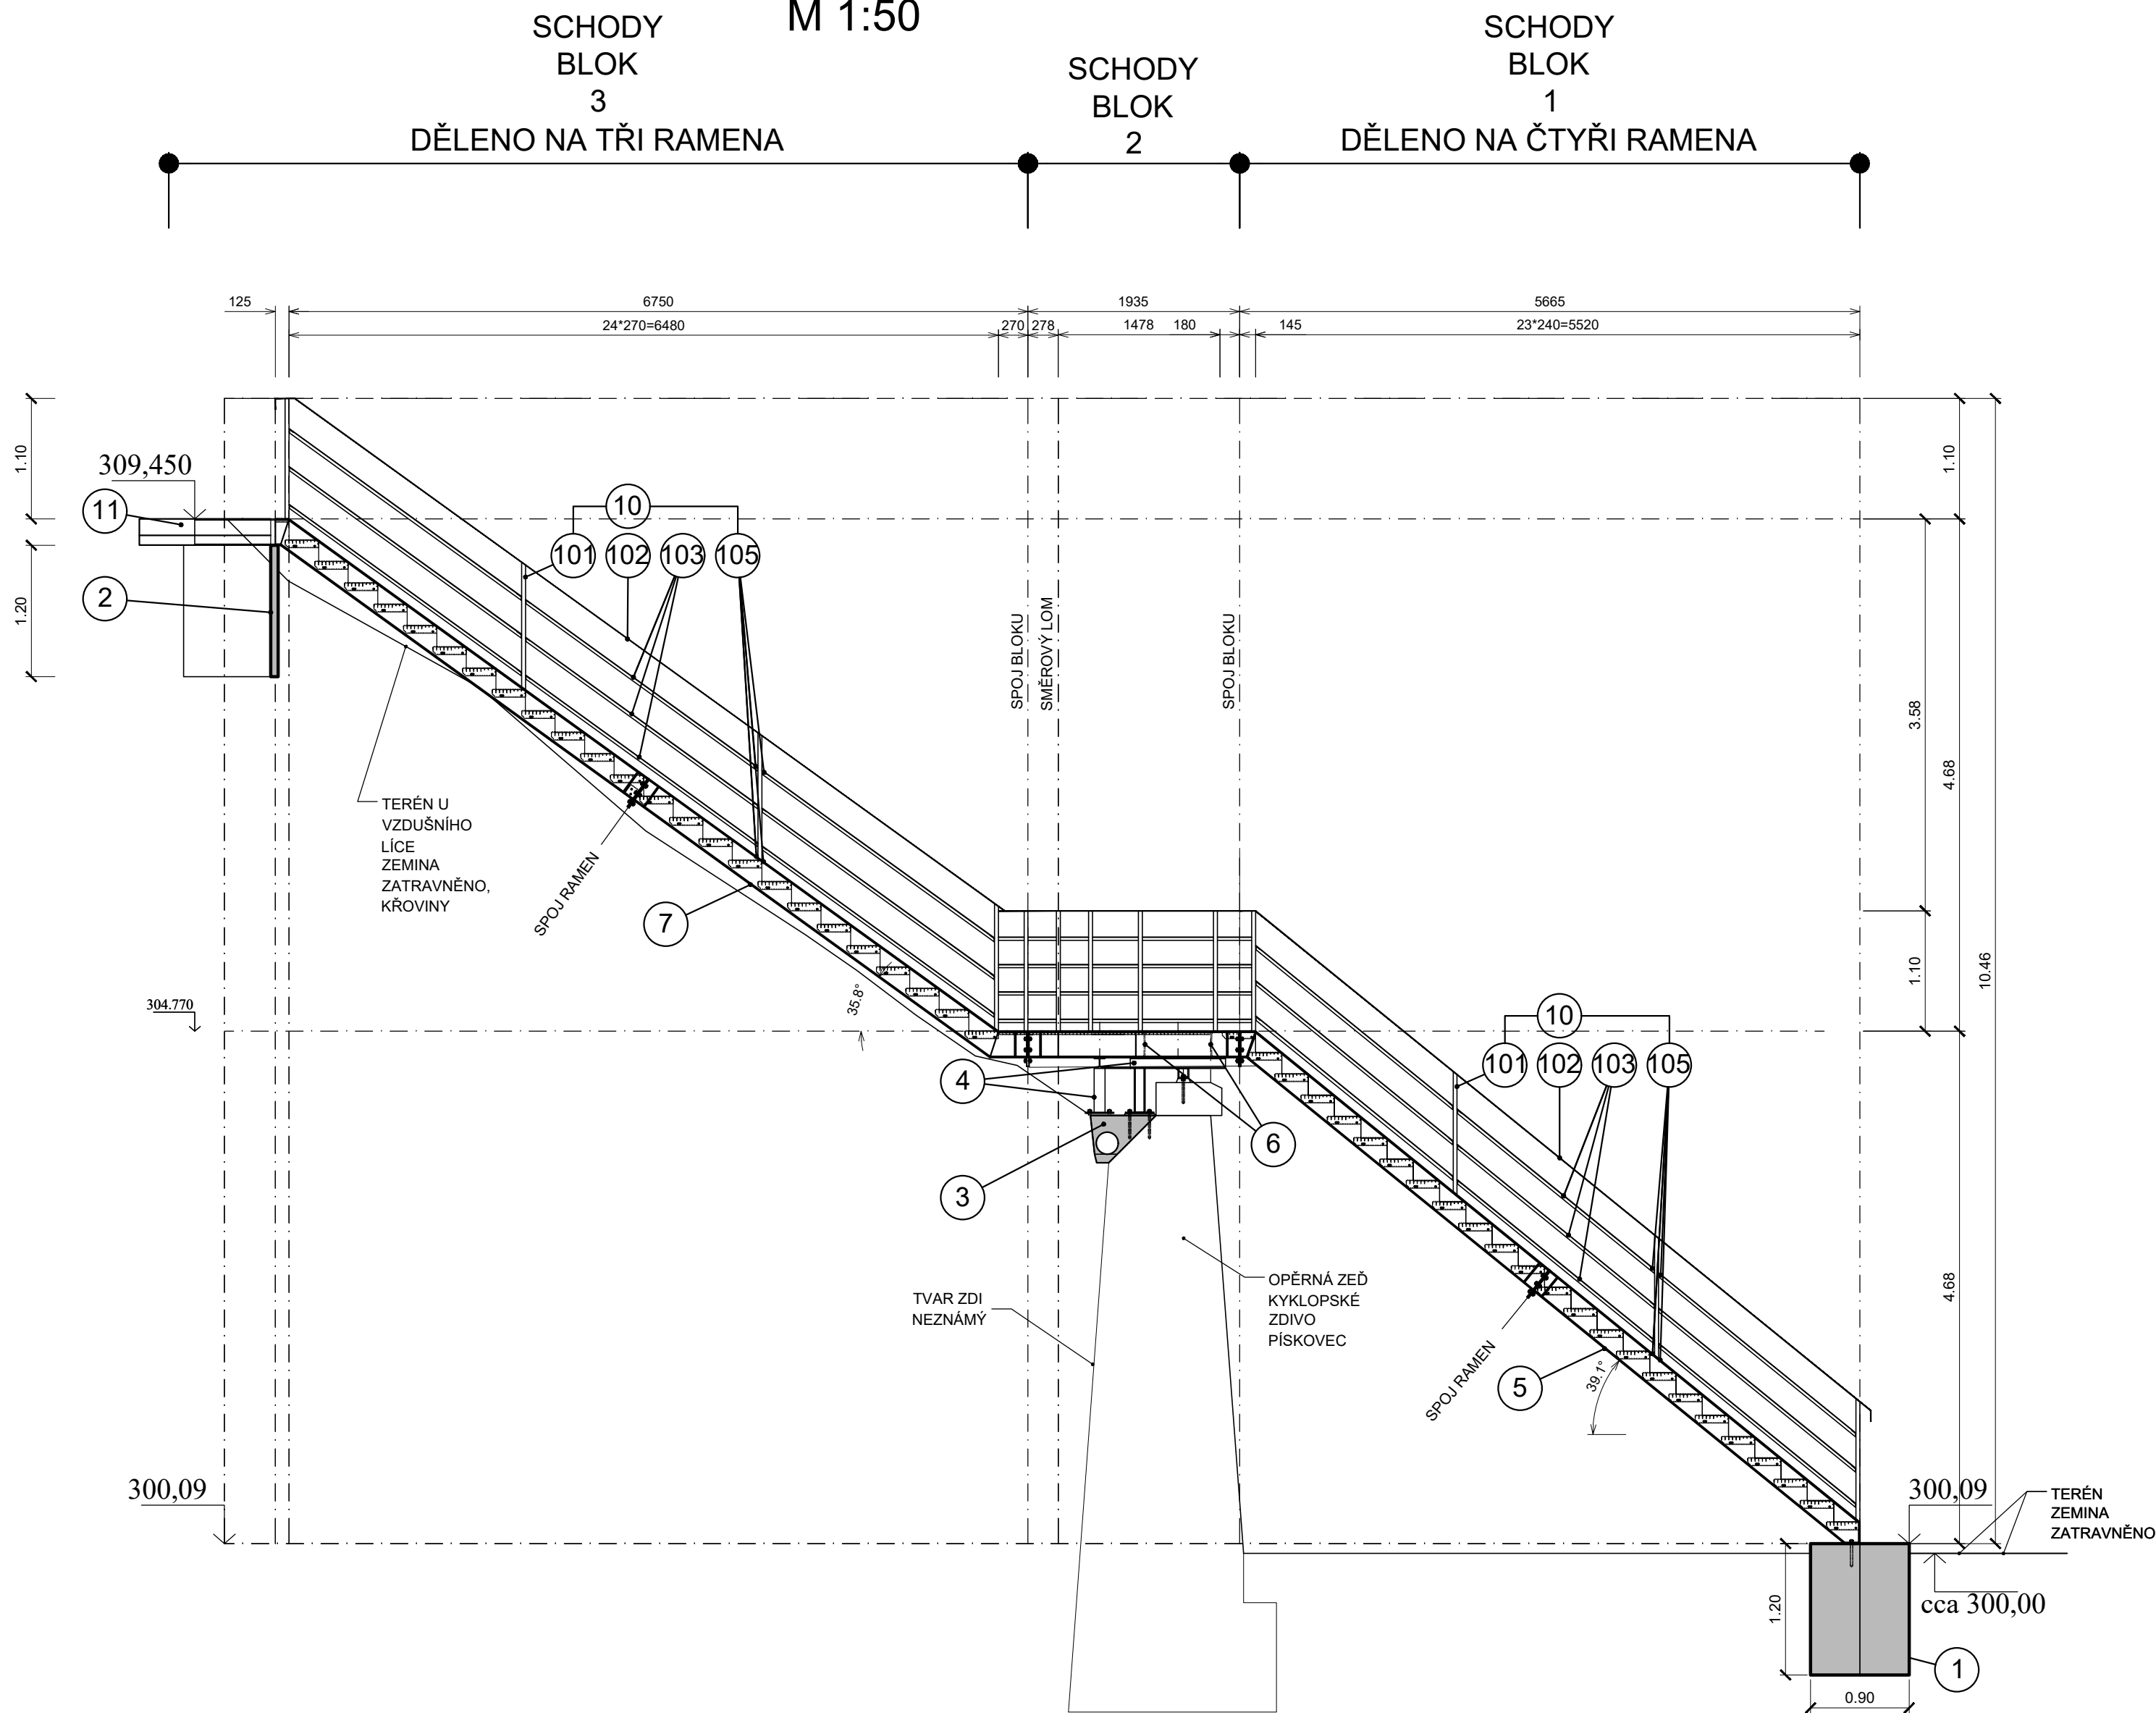 M 1:50
SCHODY
BLOK
3
DĚLENO NA TŘI RAMENA
SCHODY
BLOK
2
SCHODY
BLOK
1
DĚLENO NA ČTYŘI RAMENA
125
6750
1935
5665
24*270=6480
270
278
1478
180
145
23*240=5520
1.10
309,450
11
1.20
2
10
101
102
103
105
SPOJ BLOKU
SMĚROVÝ LOM
SPOJ BLOKU
1.10
3.58
4.68
TERÉN U
VZDUŠNÍHO
LÍCE
ZEMINA
ZATRAVNĚNO,
KŘOVINY
SPOJ RAMEN
7
35.8°
304.770
1.10
10.46
10
101
102
103
105
4
6
3
OPĚRNÁ ZEĎ
KYKLOPSKÉ
ZDIVO
PÍSKOVEC
TVAR ZDI
NEZNÁMÝ
4.68
SPOJ RAMEN
5
39.1°
300,09
300,09
TERÉN
ZEMINA
ZATRAVNĚNO
1.20
cca 300,00
1
0.90